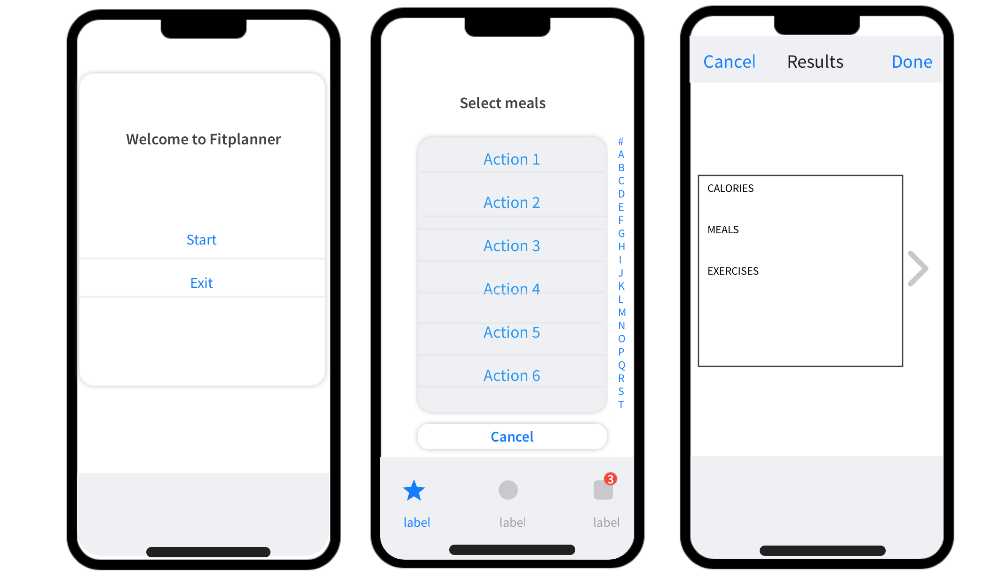 Welcome to Fitplanner
Start
Exit
Select meals
Action 1
Action 2
Action 3
Action 4
Action 5
Action 6
#
A
B
C
D
E
F
G
H
I
J
K
L
M
N
O
P
Q
R
S
T
Cancel
3
label
label
label
Cancel Results Done
CALORIES
MEALS
EXERCISES